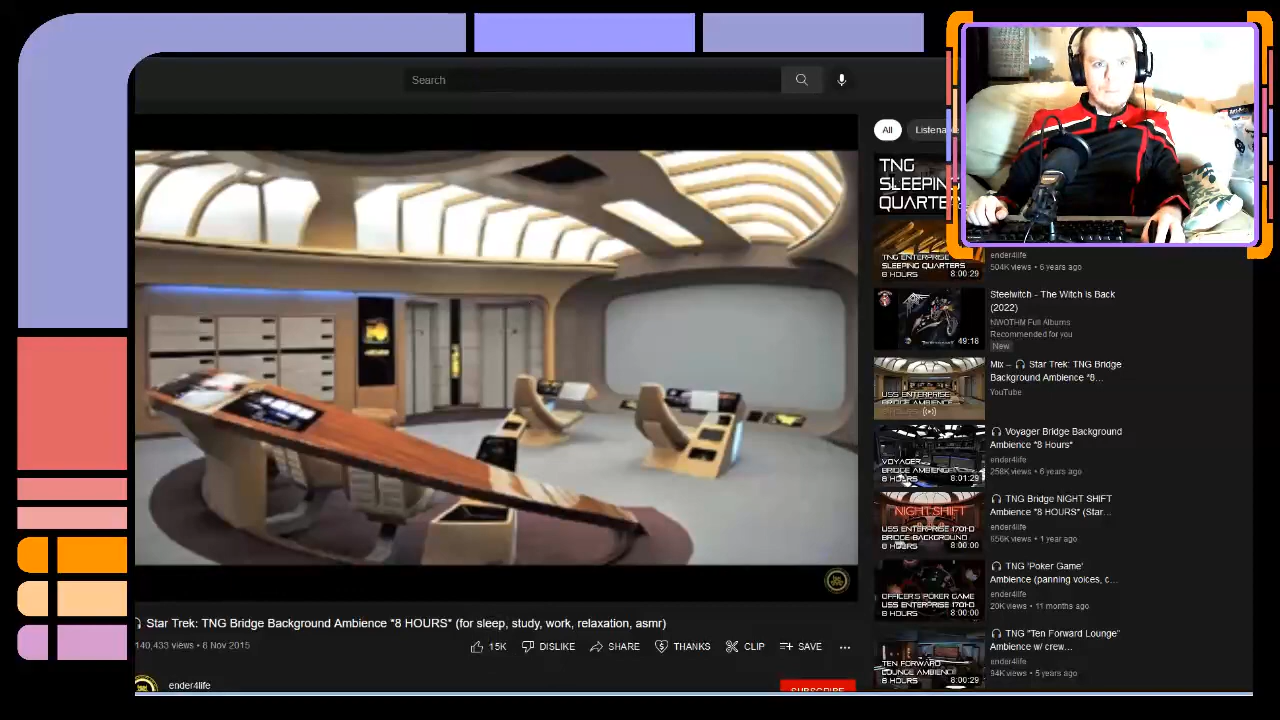 Search
All
Listenable
TNG
SLEEPING
QUARTERS
ender4life
504K views • 6 years ago
TNG ENTERPRISE
SLEEPING QUARTERS
8 HOURS
8:00:29
Steelwitch - The Witch Is Back
(2022)
NWOTHM Full Albums
Recommended for you
New
49:16
Mix – 🎧 Star Trek: TNG Bridge
Background Ambience *8...
YouTube
USS ENTERPRISE
BRIDGE AMBIENCE
🎧 Voyager Bridge Background
Ambience *8 Hours*
ender4life
258K views • 6 years ago
VOYAGER
BRIDGE AMBIENCE
8 HOURS
8:01:29
🎧 TNG Bridge NIGHT SHIFT
Ambience *8 HOURS* (Star...
ender4life
656K views • 1 year ago
NIGHT SHIFT
USS ENTERPRISE 1701-D
BRIDGE BACKGROUND
8 HOURS
8:00:00
🎧 TNG 'Poker Game'
Ambience (panning voices, c...
ender4life
20K views • 11 months ago
OFFICER'S POKER GAME
USS ENTERPRISE 1701-D
8 HOURS
8:00:00
🎧 TNG "Ten Forward Lounge"
Ambience w/ crew...
ender4life
94K views • 5 years ago
TEN FORWARD
LOUNGE AMBIENCE
8 HOURS
8:00:29
🎧 Star Trek: TNG Bridge Background Ambience *8 HOURS* (for sleep, study, work, relaxation, asmr)
140,433 views • 8 Nov 2015
15K
DISLIKE
SHARE
THANKS
CLIP
SAVE
ender4life
SUBSCRIBE